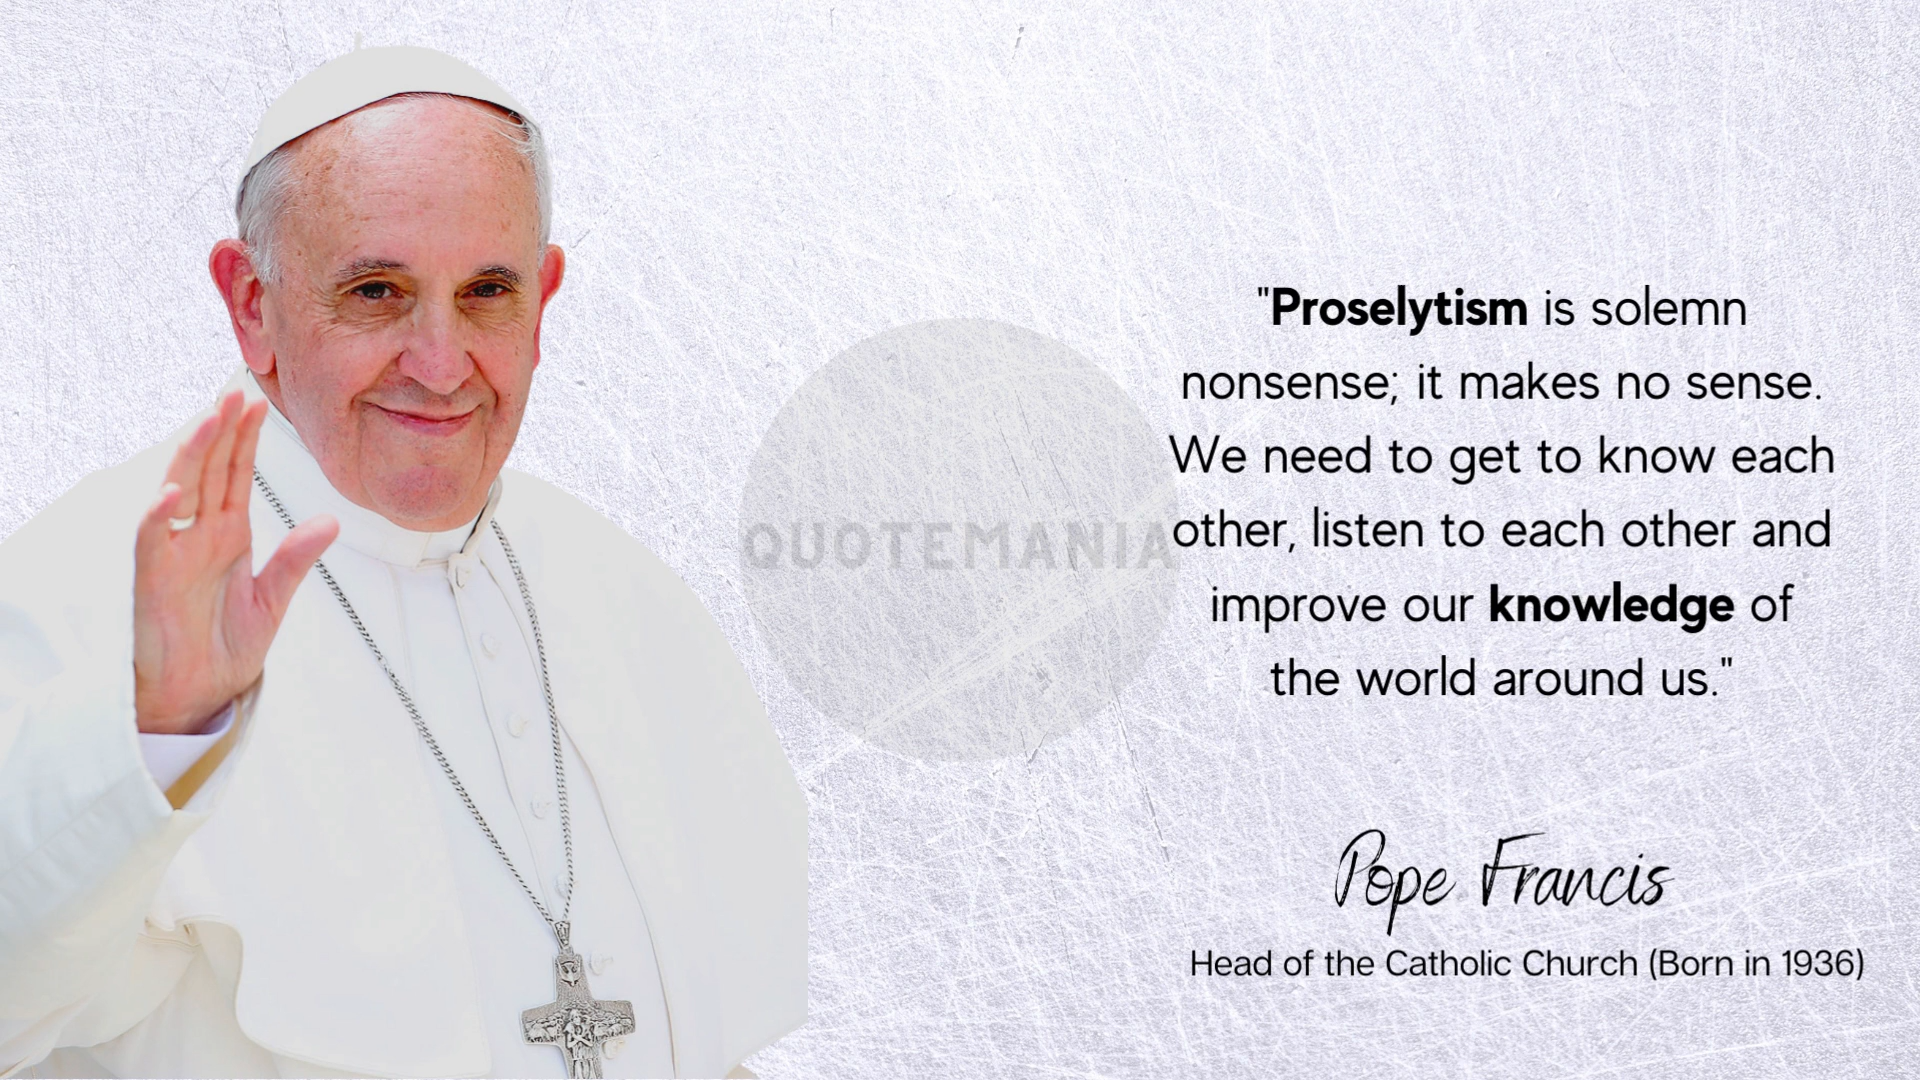 "Proselytism is solemn
nonsense; it makes no sense.
We need to get to know each
other, listen to each other and
improve our knowledge of
the world around us."
QUOTEMANIA
Pope Francis
Head of the Catholic Church (Born in 1936)